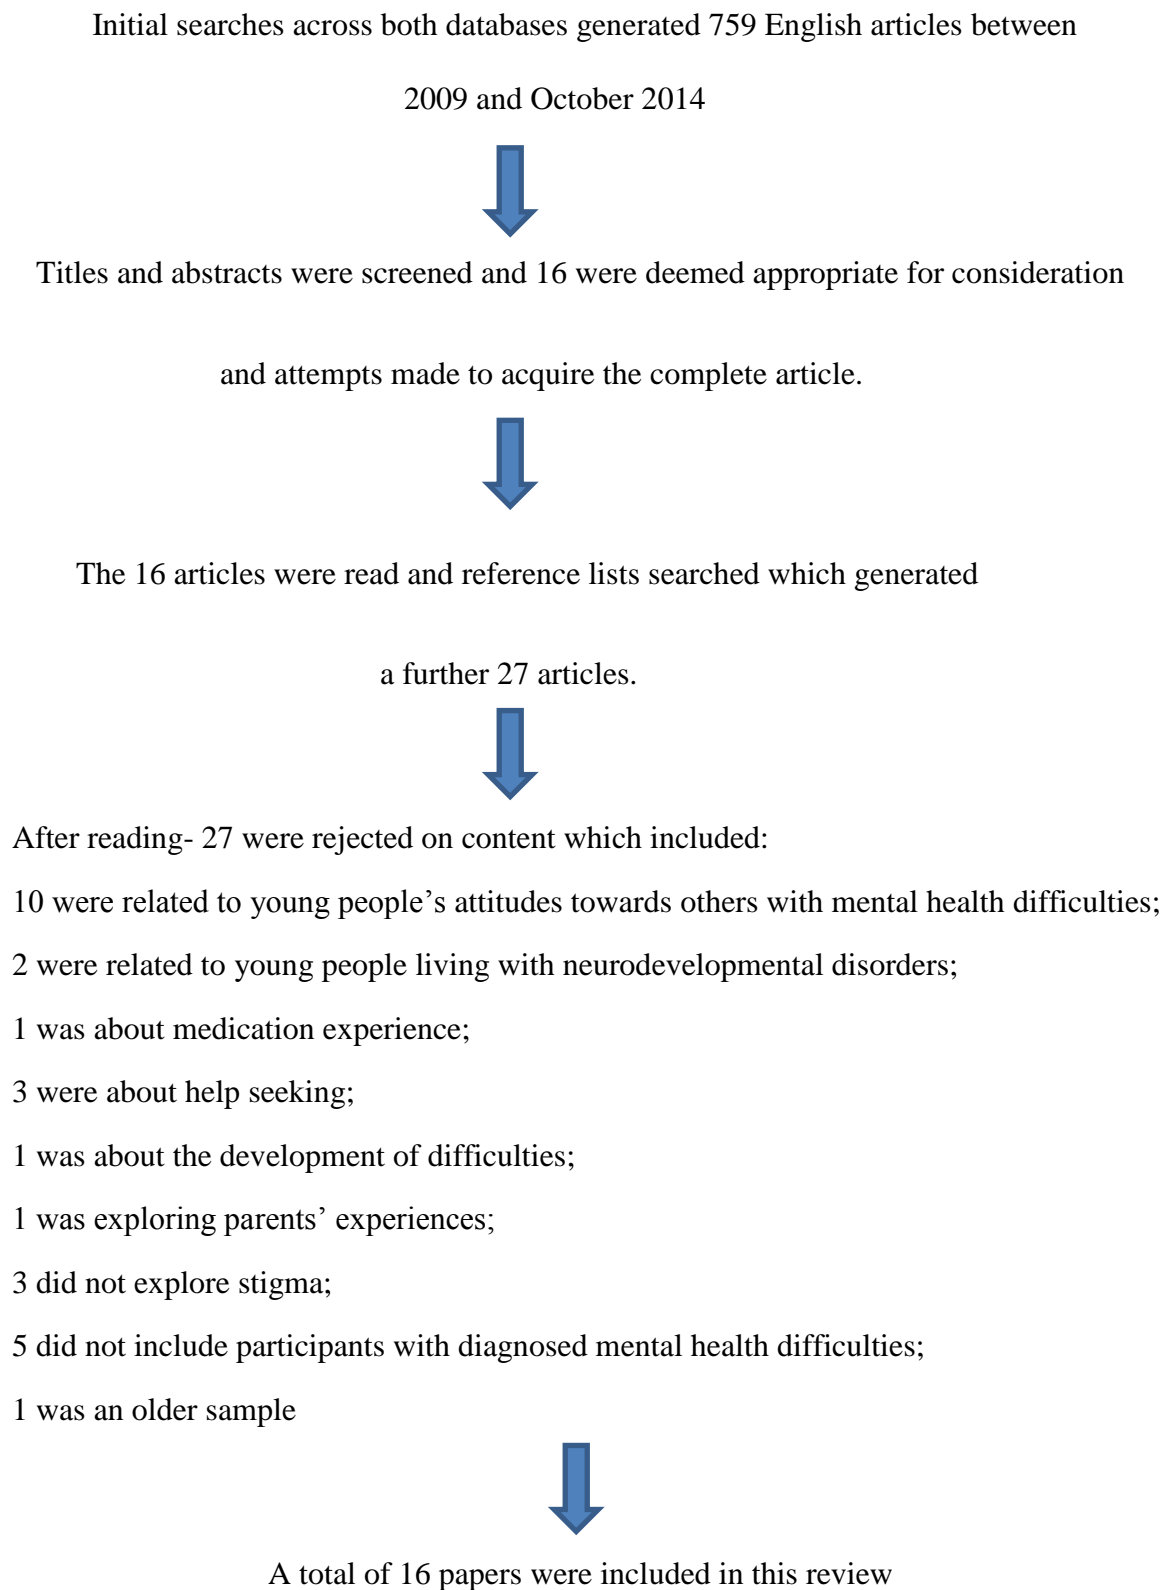 Initial searches across both databases generated 759 English articles between
2009 and October 2014
Titles and abstracts were screened and 16 were deemed appropriate for consideration
and attempts made to acquire the complete article.
The 16 articles were read and reference lists searched which generated
a further 27 articles.
After reading- 27 were rejected on content which included:
10 were related to young people’s attitudes towards others with mental health difficulties;
2 were related to young people living with neurodevelopmental disorders;
1 was about medication experience;
3 were about help seeking;
1 was about the development of difficulties;
1 was exploring parents’ experiences;
3 did not explore stigma;
5 did not include participants with diagnosed mental health difficulties;
1 was an older sample
A total of 16 papers were included in this review